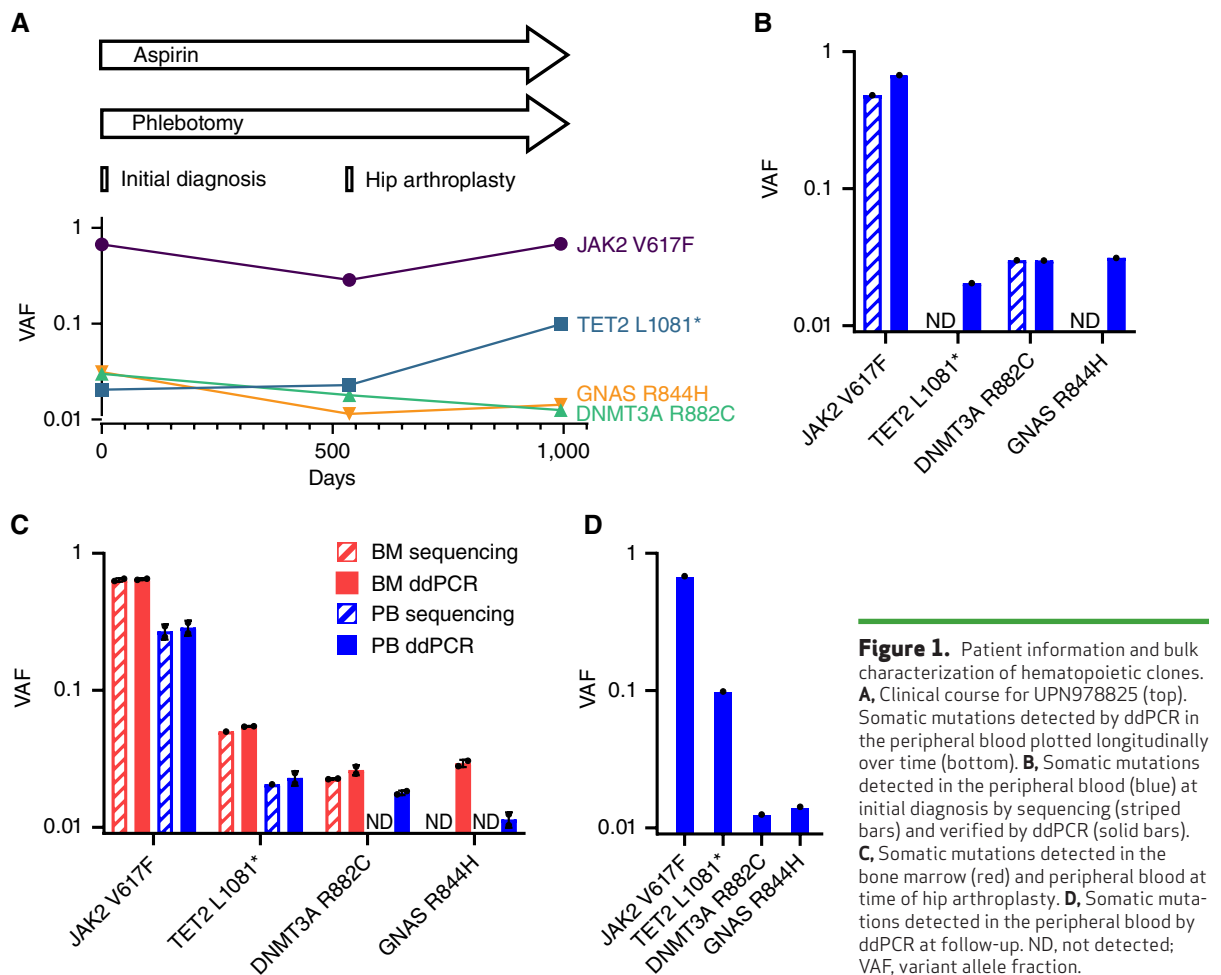 A
Aspirin
Phlebotomy
Initial diagnosis
Hip arthroplasty
1
0.1
0.01
VAF
JAK2 V617F
TET2 L1081*
GNAS R844H
DNMT3A R882C
0
500
1,000
Days
B
1
0.1
0.01
VAF
ND
ND
JAK2 V617F
TET2 L1081*
DNMT3A R882C
GNAS R844H
C
1
0.1
0.01
VAF
BM sequencing
BM ddPCR
PB sequencing
PB ddPCR
ND
ND
ND
JAK2 V617F
TET2 L1081*
DNMT3A R882C
GNAS R844H
D
1
0.1
0.01
VAF
JAK2 V617F
TET2 L1081*
DNMT3A R882C
GNAS R844H
Figure 1. Patient information and bulk
characterization of hematopoietic clones.
A, Clinical course for UPN978825 (top).
Somatic mutations detected by ddPCR in
the peripheral blood plotted longitudinally
over time (bottom). B, Somatic mutations
detected in the peripheral blood (blue) at
initial diagnosis by sequencing (striped
bars) and verified by ddPCR (solid bars).
C, Somatic mutations detected in the
bone marrow (red) and peripheral blood at
time of hip arthroplasty. D, Somatic muta-
tions detected in the peripheral blood by
ddPCR at follow-up. ND, not detected;
VAF, variant allele fraction.